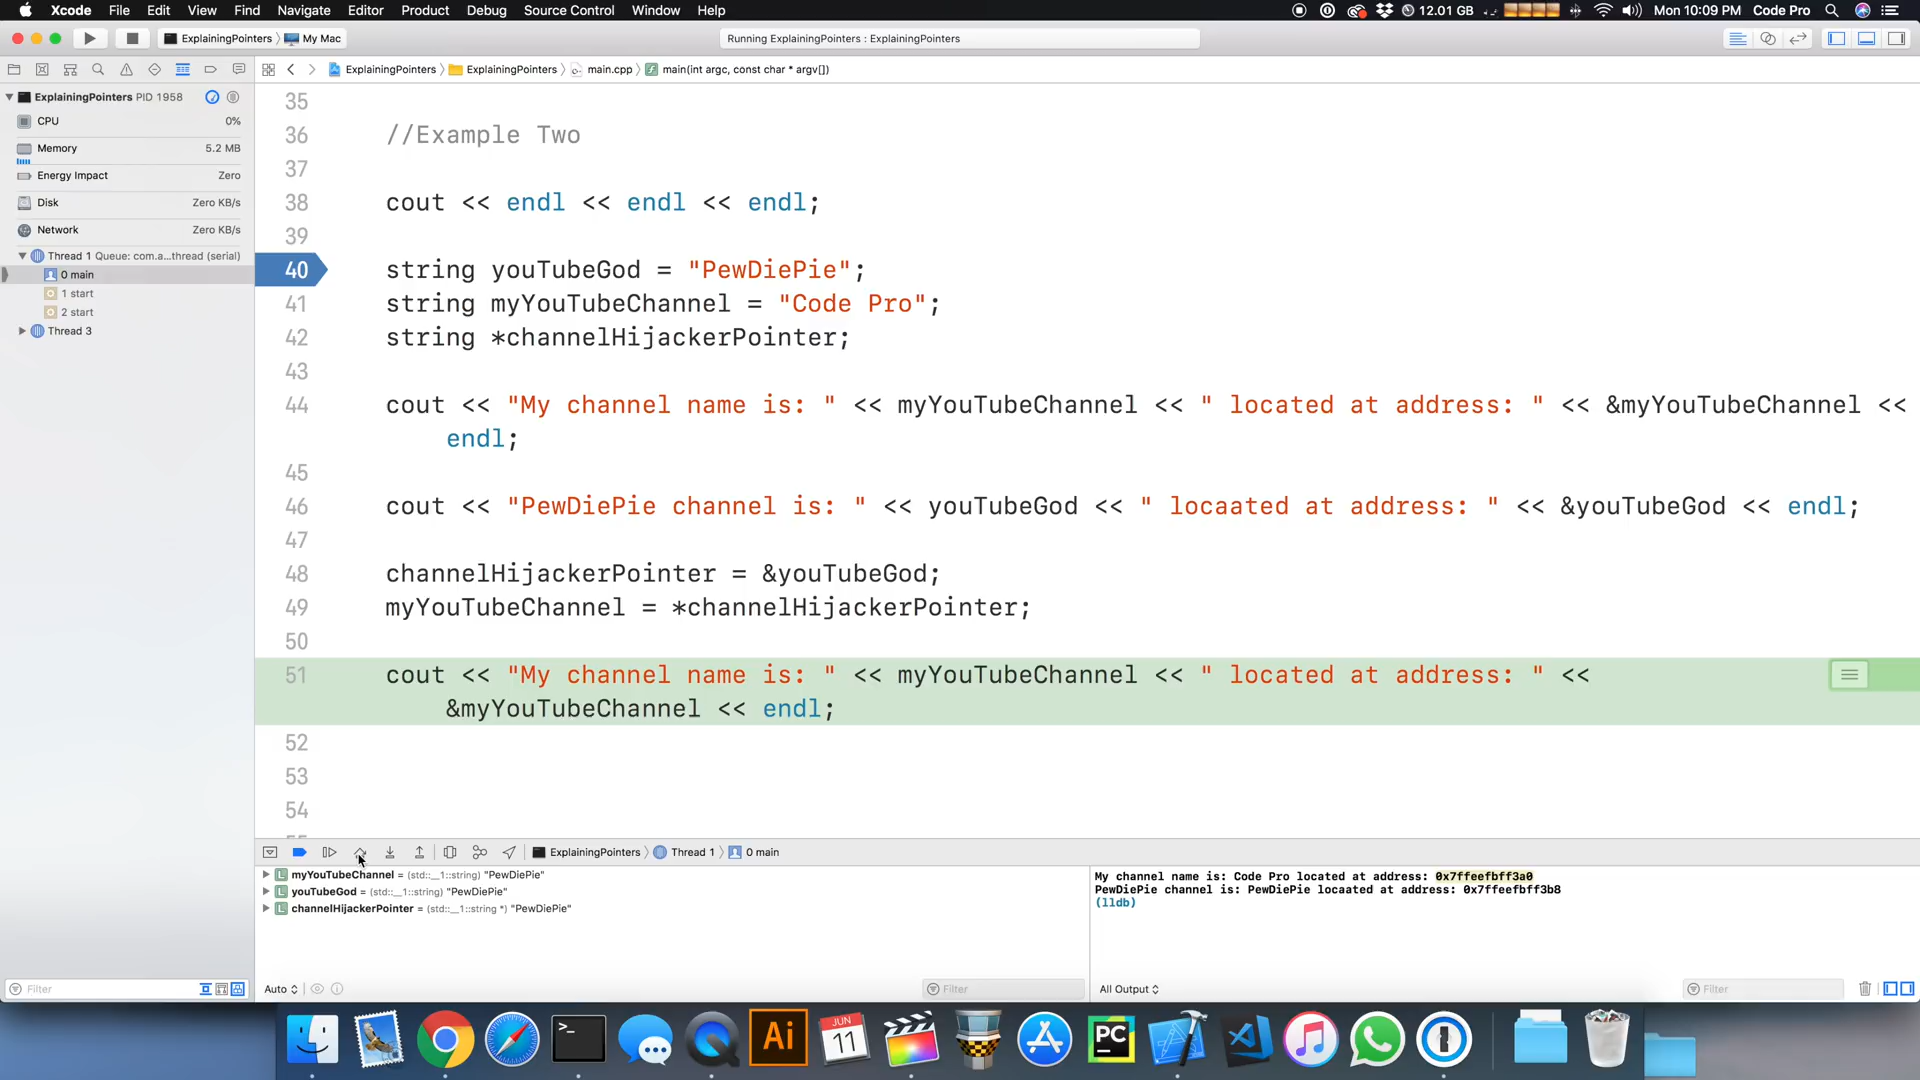 Xcode File Edit View Find Navigate Editor Product Debug Source Control Window Help 12.01 GB Mon 10:09 PM Code Pro
ExplainingPointers My Mac Running ExplainingPointers : ExplainingPointers
ExplainingPointers ExplainingPointers main.cpp main(int argc, const char * argv[])
ExplainingPointers PID 1958
CPU 0%
Memory 5.2 MB
Energy Impact Zero
Disk Zero KB/s
Network Zero KB/s
Thread 1 Queue: com.a...thread (serial)
0 main
1 start
2 start
Thread 3
Filter
35
36 //Example Two
37
38 cout << endl << endl << endl;
39
40 string youTubeGod = "PewDiePie";
41 string myYouTubeChannel = "Code Pro";
42 string *channelHijackerPointer;
43
44 cout << "My channel name is: " << myYouTubeChannel << " located at address: " << &myYouTubeChannel <<
endl;
45
46 cout << "PewDiePie channel is: " << youTubeGod << " locaated at address: " << &youTubeGod << endl;
47
48 channelHijackerPointer = &youTubeGod;
49 myYouTubeChannel = *channelHijackerPointer;
50
51 cout << "My channel name is: " << myYouTubeChannel << " located at address: " <<
&myYouTubeChannel << endl;
52
53
54
ExplainingPointers Thread 1 0 main
myYouTubeChannel = (std::__1::string) "PewDiePie"
youTubeGod = (std::__1::string) "PewDiePie"
channelHijackerPointer = (std::__1::string *) "PewDiePie"
Auto Filter
My channel name is: Code Pro located at address: 0x7ffeefbff3a0
PewDiePie channel is: PewDiePie locaated at address: 0x7ffeefbff3b8
(lldb)
All Output Filter
>_ Ai JUN 11 PC